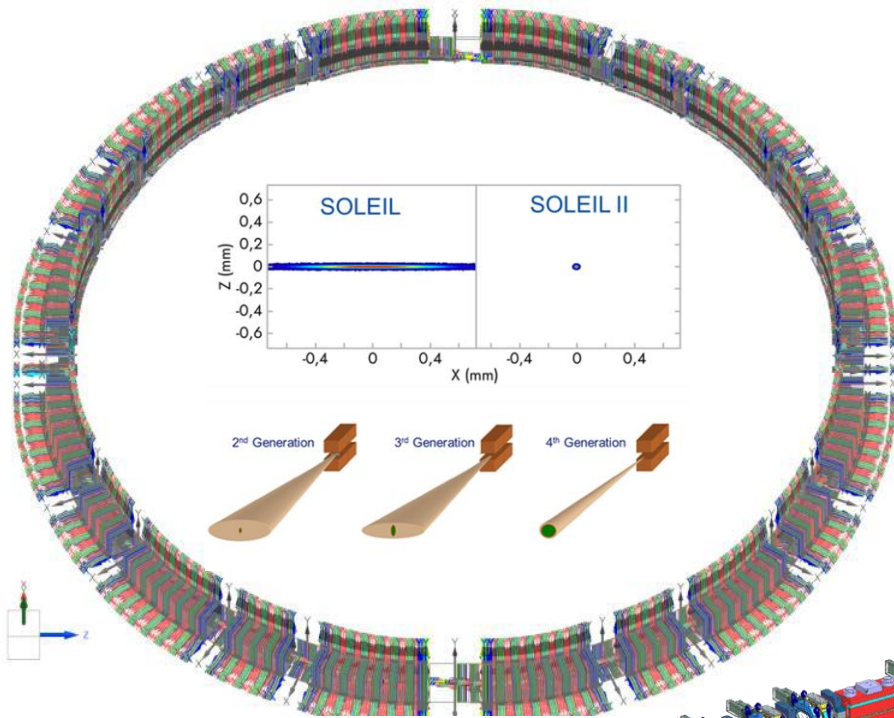 SOLEIL SOLEIL II
Z (mm)
0,6
0,4
0,2
0
-0,2
-0,4
-0,6
-0,4 0 0,4 -0,4 0 0,4
X (mm)
2nd Generation 3rd Generation 4th Generation
X
Z